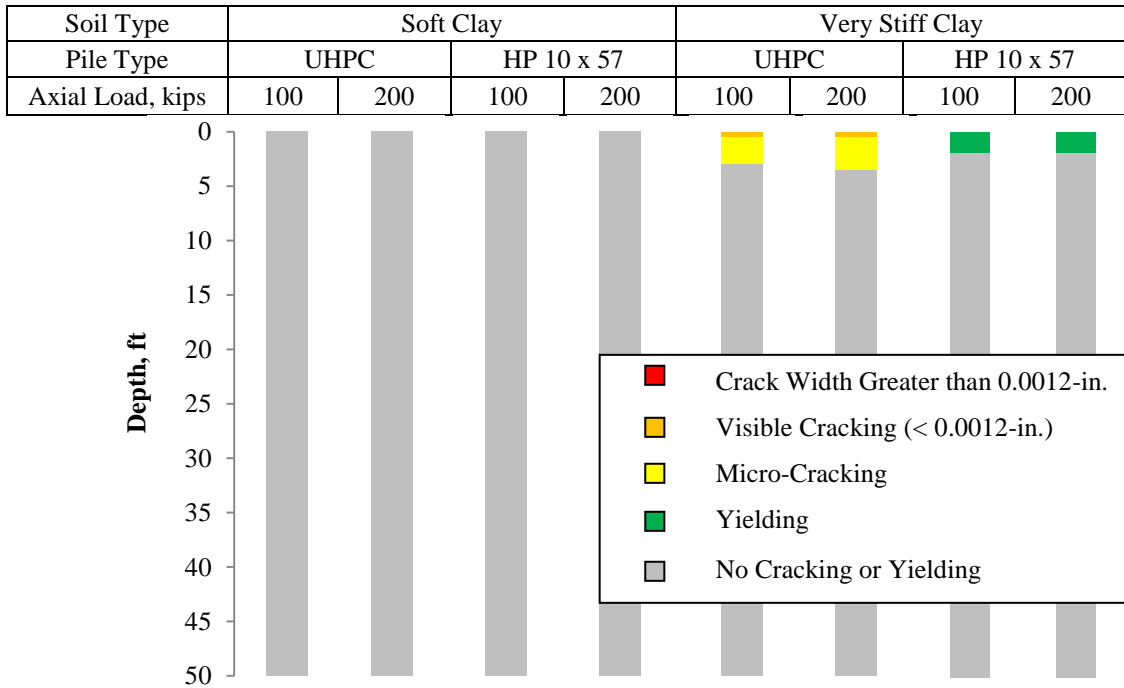 Soil Type Soft Clay Very Stiff Clay
Pile Type UHPC HP 10 x 57 UHPC HP 10 x 57
Axial Load, kips 100 200 100 200 100 200 100 200
0
5
10
15
20
25
30
35
40
45
50
Depth, ft
Crack Width Greater than 0.0012-in.
Visible Cracking (< 0.0012-in.)
Micro-Cracking
Yielding
No Cracking or Yielding